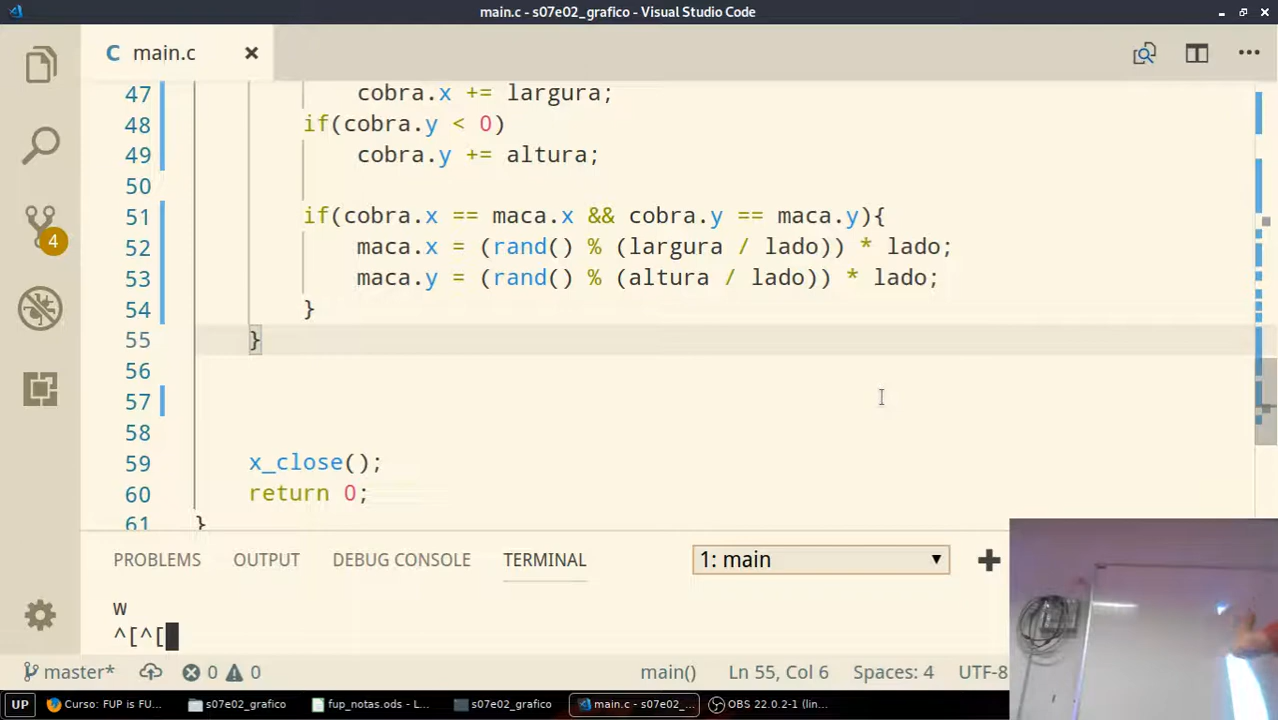 main.c - s07e02_grafico - Visual Studio Code
C main.c
47 cobra.x += largura;
48 if(cobra.y < 0)
49 cobra.y += altura;
50
51 if(cobra.x == maca.x && cobra.y == maca.y){
52 maca.x = (rand() % (largura / lado)) * lado;
53 maca.y = (rand() % (altura / lado)) * lado;
54 }
55 }
56
57
58
59 x_close();
60 return 0;
61 }
4
PROBLEMS OUTPUT DEBUG CONSOLE TERMINAL 1: main
w
^[^[
master* 0 0 main() Ln 55, Col 6 Spaces: 4 UTF-8
UP Curso: FUP is FU... s07e02_grafico fup_notas.ods - L... s07e02_grafico main.c - s07e02_... OBS 22.0.2-1 (lin...